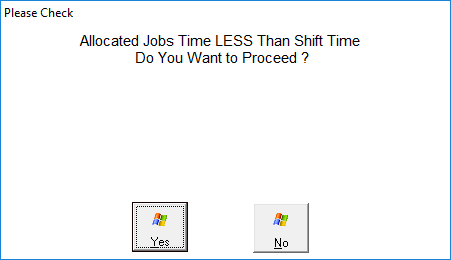 Please Check
Allocated Jobs Time LESS Than Shift Time
Do You Want to Proceed ?
Yes
No